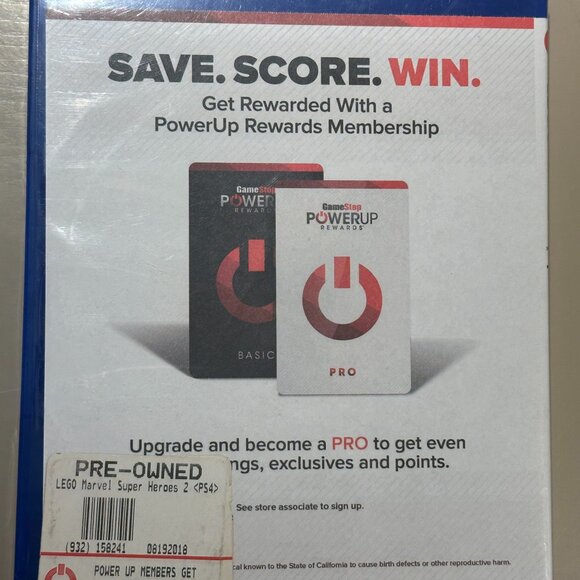 SAVE. SCORE. WIN.
Get Rewarded With a
PowerUp Rewards Membership
GameStop
POWERUP
REWARDS
BASIC
GameStop
POWERUP
REWARDS
PRO
Upgrade and become a PRO to get even
ngs, exclusives and points.
See store associate to sign up.
PRE-OWNED
LEGO Marvel Super Heroes 2 <PS4>
(932) 158241 08192018
POWER UP MEMBERS GET
cal known to the State of California to cause birth defects or other reproductive harm.